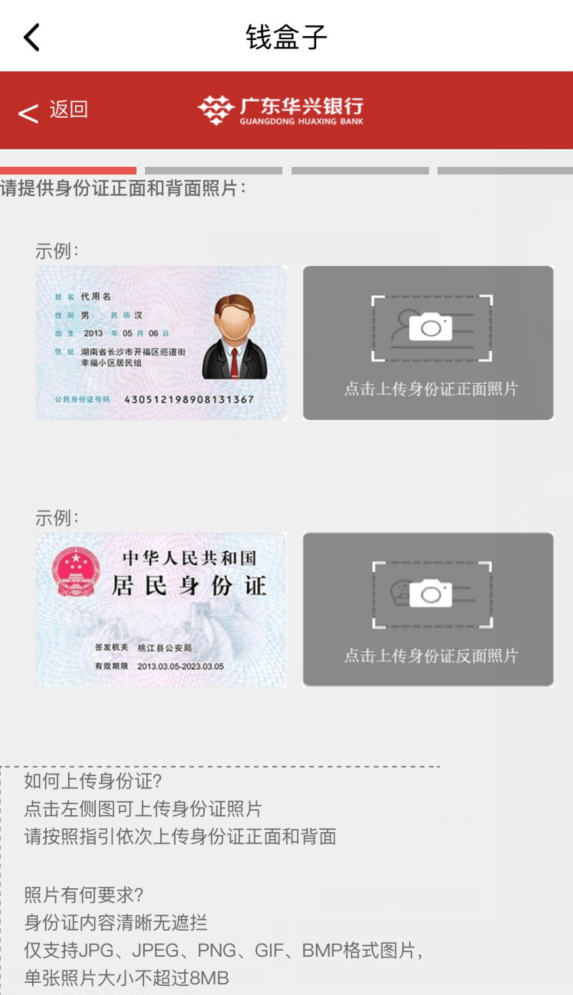 钱盒子
< 返回
广东华兴银行
GUANGDONG HUAXING BANK
请提供身份证正面和背面照片：
示例：
姓名 代用名
性别 男 民族 汉
出生 2013 年 05 月 06 日
住址 湖南省长沙市开福区巡道街
幸福小区居民组
公民身份证号码 430512198908131367
点击上传身份证正面照片
示例：
中华人民共和国
居民身份证
签发机关 桃江县公安局
有效期限 2013.03.05-2023.03.05
点击上传身份证反面照片
如何上传身份证?
点击左侧图可上传身份证照片
请按照指引依次上传身份证正面和背面
照片有何要求?
身份证内容清晰无遮拦
仅支持JPG、JPEG、PNG、GIF、BMP格式图片，
单张照片大小不超过8MB